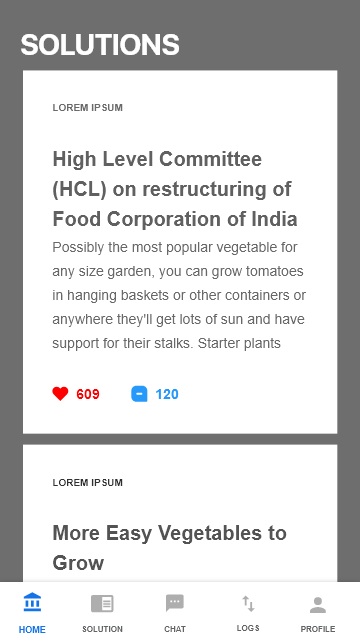 SOLUTIONS
LOREM IPSUM
High Level Committee
(HCL) on restructuring of
Food Corporation of India
Possibly the most popular vegetable for
any size garden, you can grow tomatoes
in hanging baskets or other containers or
anywhere they'll get lots of sun and have
support for their stalks. Starter plants
609 120
LOREM IPSUM
More Easy Vegetables to
Grow
HOME SOLUTION CHAT LOGS PROFILE